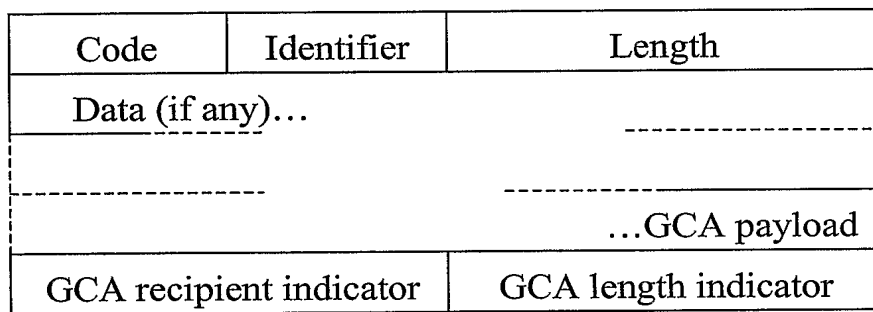 Code Identifier Length
Data (if any)...
...GCA payload
GCA recipient indicator GCA length indicator